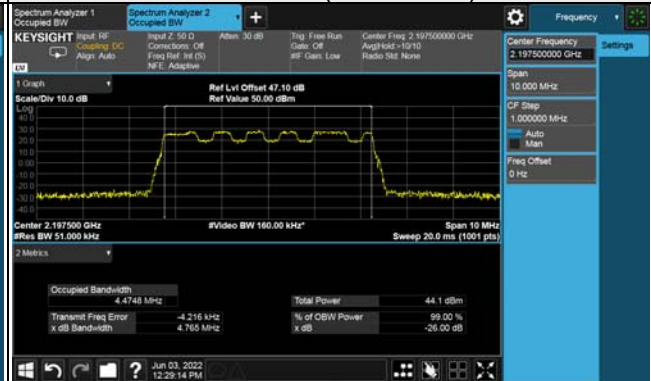 Spectrum Analyzer 1
Occupied BW
Spectrum Analyzer 2
Occupied BW
Frequency
KEYSIGHT
Input: RF
Coupling: DC
Align: Auto
Input Z: 50 Ω
Corrections: Off
Freq Ref: Int (S)
NFE: Adaptive
Atten: 30 dB
Trig: Free Run
Gate: Off
#IF Gain: Low
Center Freq: 2.197500000 GHz
Avg|Hold:>10/10
Radio Std: None
Center Frequency
2.197500000 GHz
Settings
Span
10.000 MHz
CF Step
1.000000 MHz
Auto
Man
Freq Offset
0 Hz
1 Graph
Scale/Div 10.0 dB
Ref Lvl Offset 47.10 dB
Ref Value 50.00 dBm
Log
40.0
30.0
20.0
10.0
0.00
-10.0
-20.0
-30.0
-40.0
Center 2.197500 GHz
#Res BW 51.000 kHz
#Video BW 160.00 kHz*
Span 10 MHz
Sweep 20.0 ms (1001 pts)
2 Metrics
Occupied Bandwidth
4.4748 MHz
Transmit Freq Error -4.216 kHz
x dB Bandwidth 4.765 MHz
Total Power 44.1 dBm
% of OBW Power 99.00 %
x dB -26.00 dB
Jun 03, 2022
12:29:14 PM